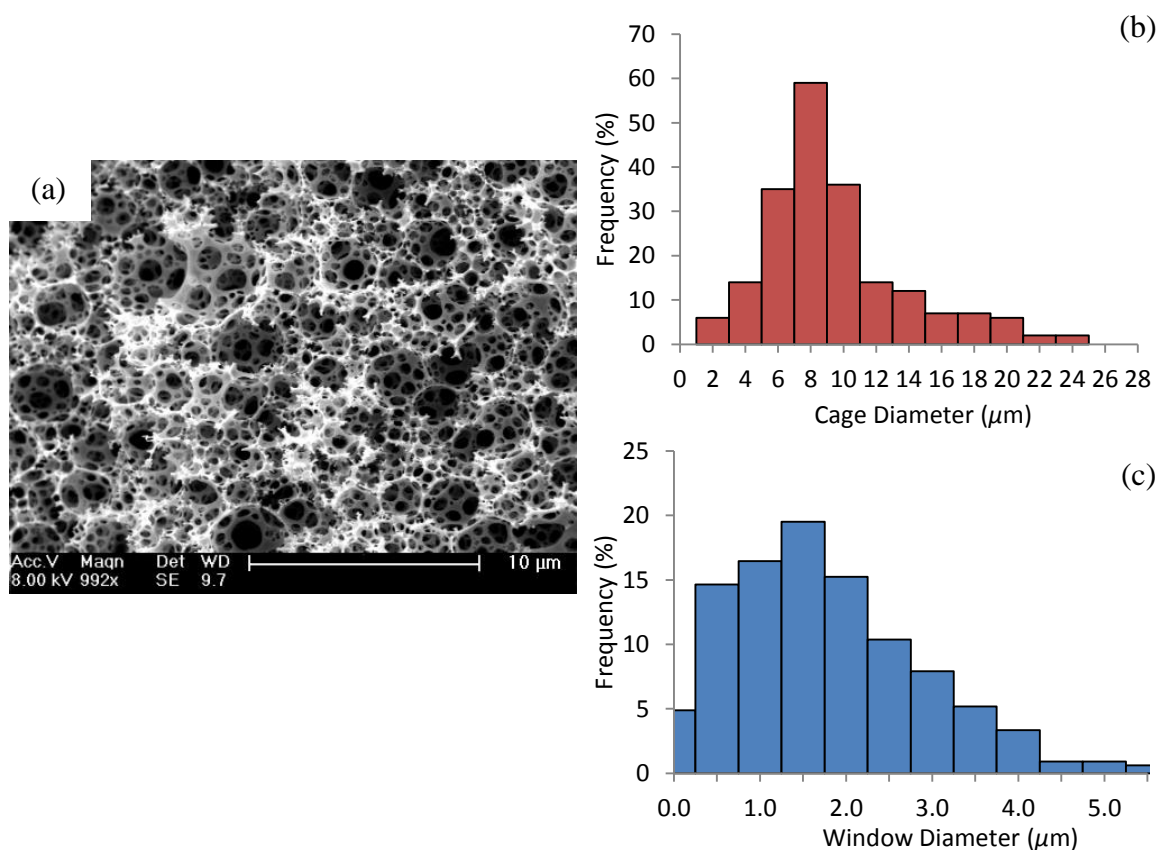 (a)
Acc.V Magn Det WD
8.00 kV 992x SE 9.7
10 µm
(b)
70
60
50
40
30
20
10
0
Frequency (%)
0 2 4 6 8 10 12 14 16 18 20 22 24 26 28
Cage Diameter (µm)
(c)
25
20
15
10
5
0
Frequency (%)
0.0 1.0 2.0 3.0 4.0 5.0
Window Diameter (µm)